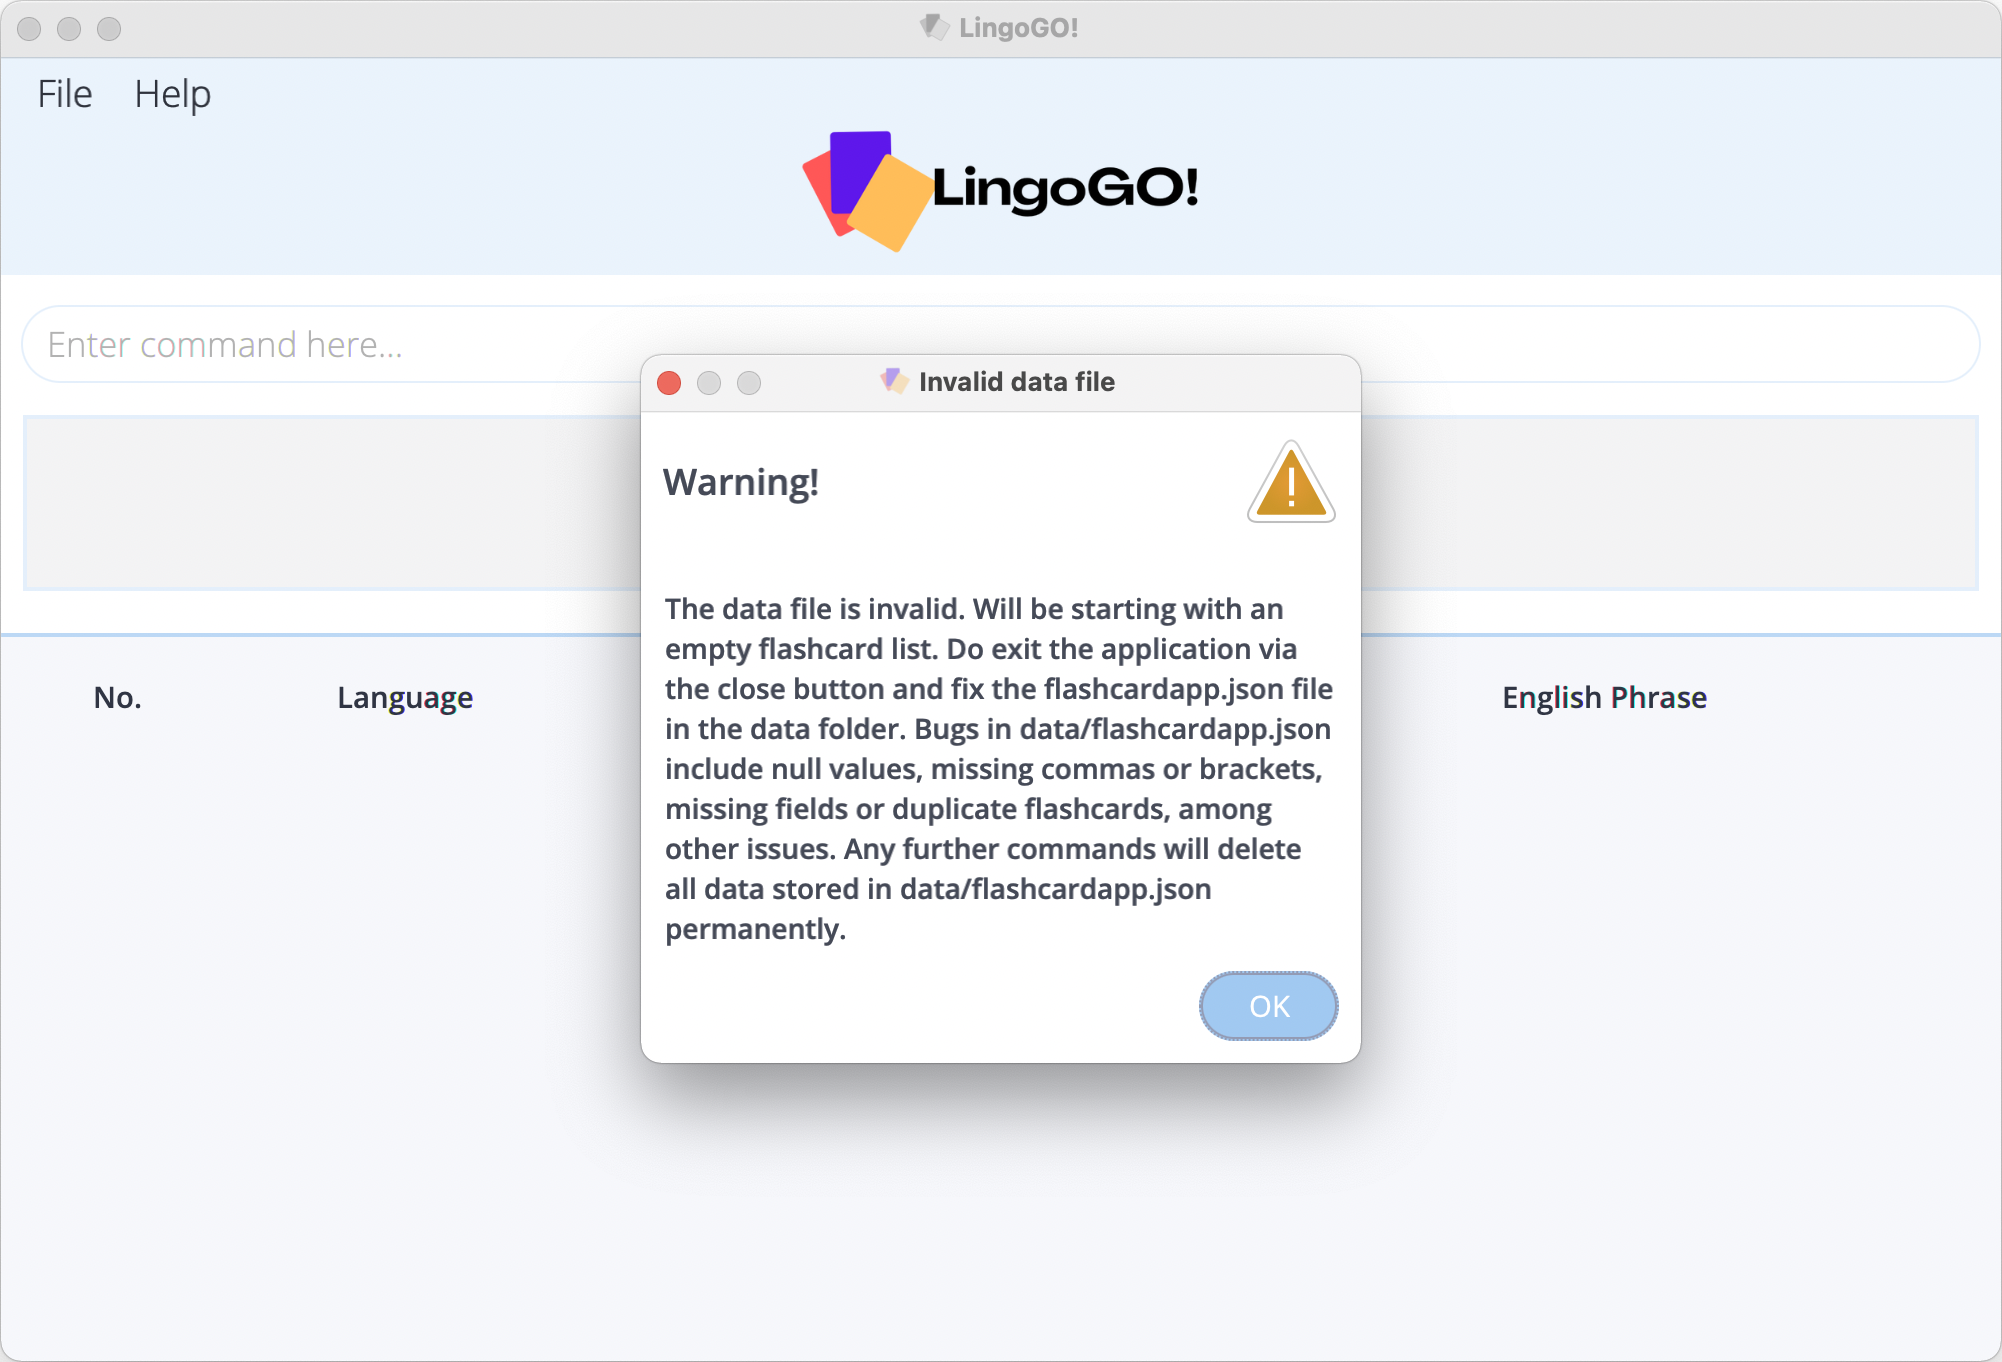 LingoGO!
File Help
LingoGO!
Enter command here...
Invalid data file
Warning!
The data file is invalid. Will be starting with an
empty flashcard list. Do exit the application via
the close button and fix the flashcardapp.json file
in the data folder. Bugs in data/flashcardapp.json
include null values, missing commas or brackets,
missing fields or duplicate flashcards, among
other issues. Any further commands will delete
all data stored in data/flashcardapp.json
permanently.
OK
No. Language English Phrase